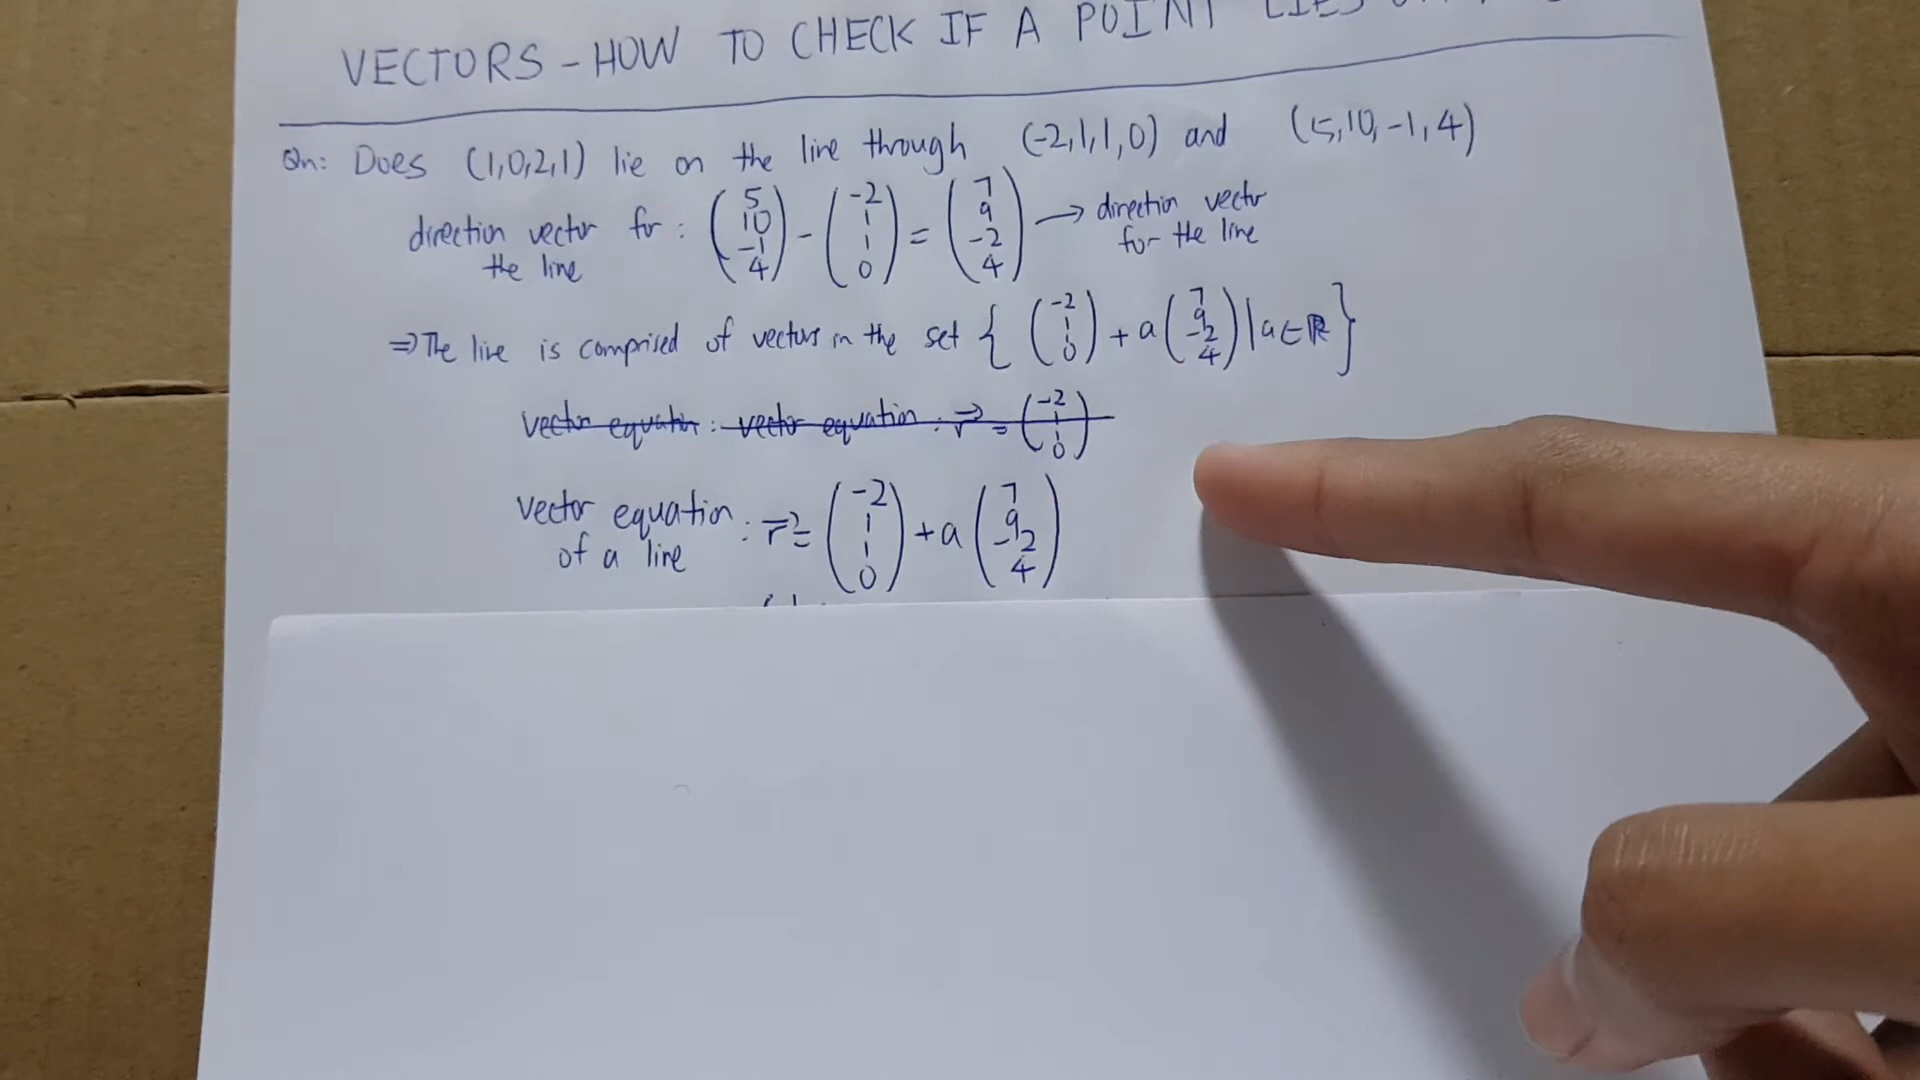 VECTORS - HOW TO CHECK IF A POINT LIES
Qn: Does (1,0,2,1) lie on the line through (-2,1,1,0) and (5,10,-1,4)
direction vector for the line : (5 10 -1 4) - (-2 1 1 0) = (7 9 -2 4) → direction vector for the line
⇒ The line is comprised of vectors in the set { (-2 1 1 0) + a (7 9 -2 4) | a ∈ ℝ }
vector equation : vector equation : r⃗ = (-2 1 1 0)
vector equation of a line : r⃗ = (-2 1 1 0) + a (7 9 -2 4)